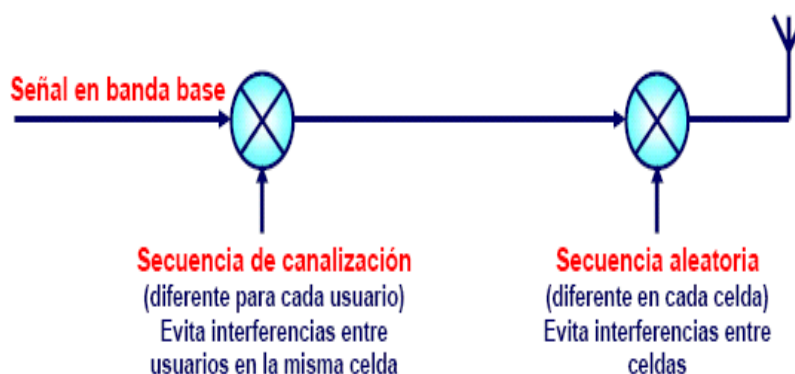 Señal en banda base
Secuencia de canalización
(diferente para cada usuario)
Evita interferencias entre
usuarios en la misma celda
Secuencia aleatoria
(diferente en cada celda)
Evita interferencias entre
celdas